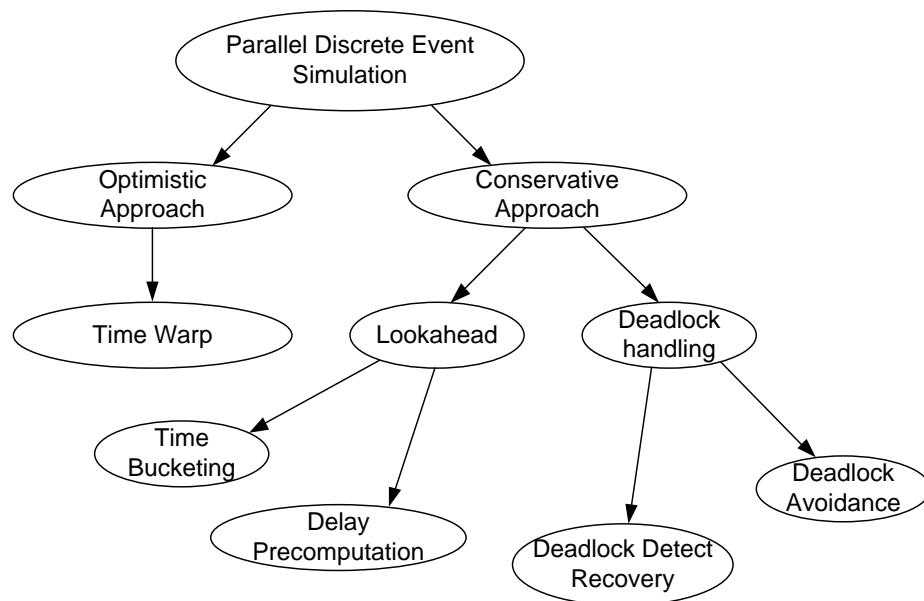 Parallel Discrete Event
Simulation
Optimistic
Approach
Conservative
Approach
Time Warp
Lookahead
Deadlock
handling
Time
Bucketing
Delay
Precomputation
Deadlock Detect
Recovery
Deadlock
Avoidance